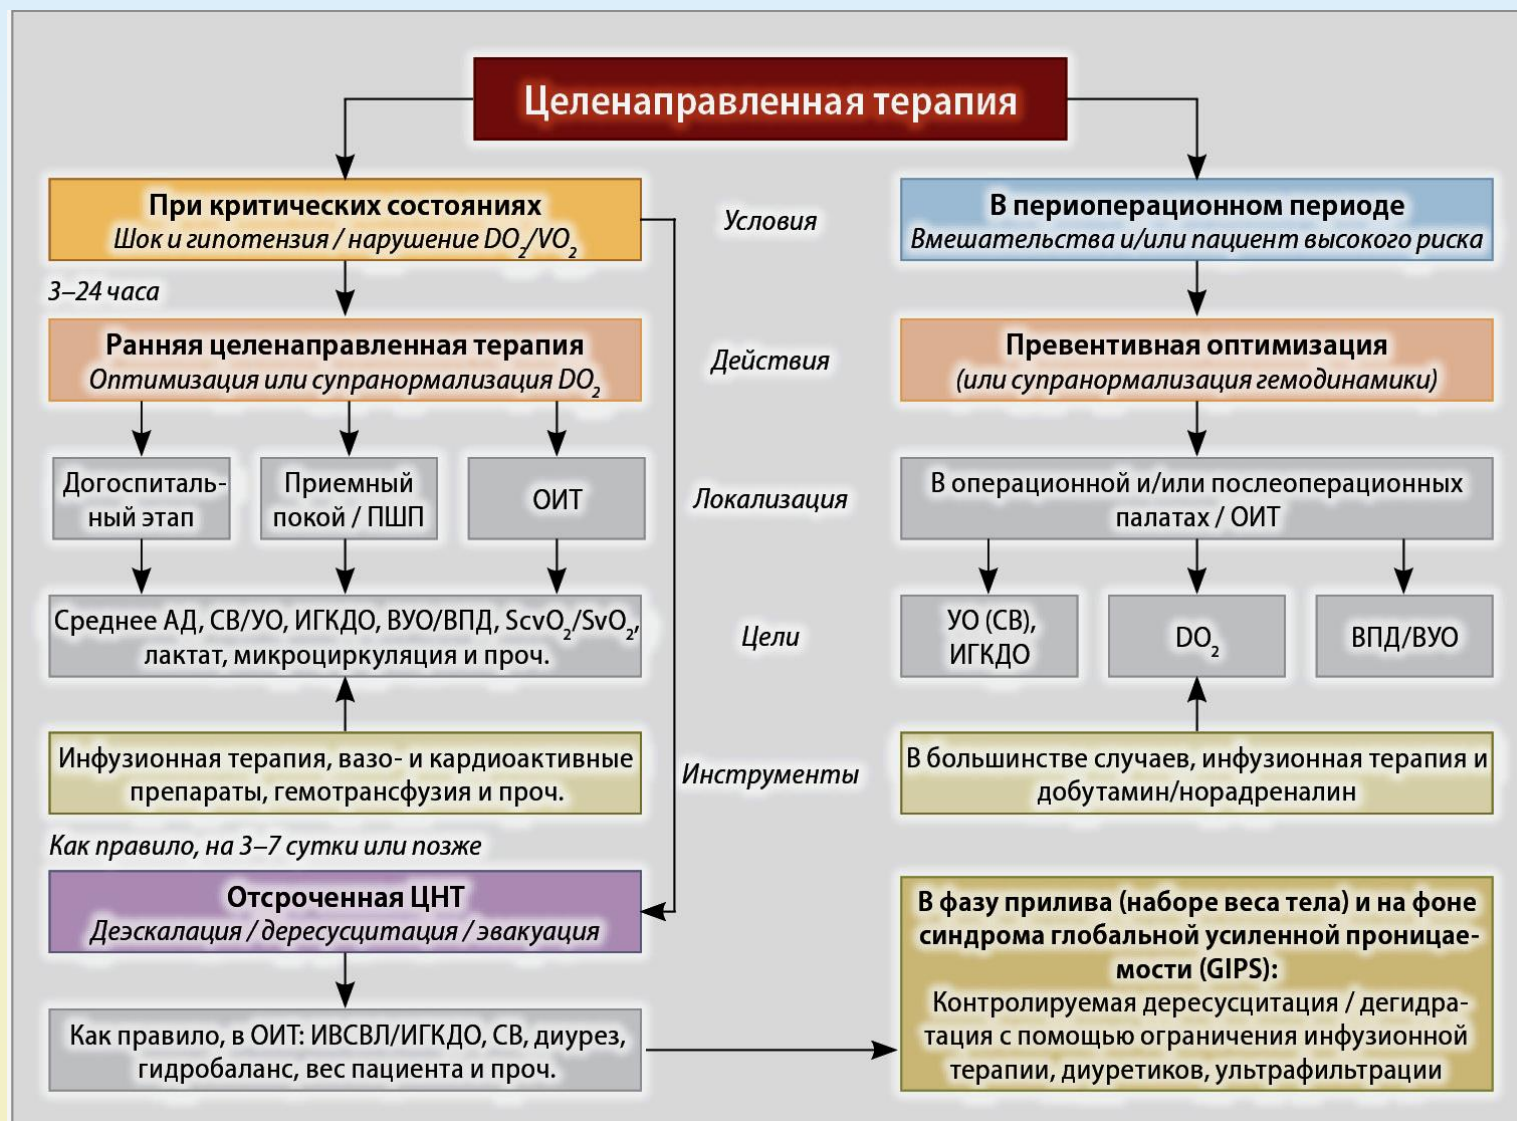 Целенаправленная терапия
При критических состояниях
Шок и гипотензия / нарушение DO₂/VO₂
Условия
В периоперационном периоде
Вмешательства и/или пациент высокого риска
3–24 часа
Ранняя целенаправленная терапия
Оптимизация или супранормализация DO₂
Действия
Превентивная оптимизация
(или супранормализация гемодинамики)
Догоспиталь-
ный этап
Приемный
покой / ПШП
ОИТ
Локализация
В операционной и/или послеоперационных
палатах / ОИТ
Среднее АД, СВ/УО, ИГКДО, ВУО/ВПД, ScvO₂/SvO₂,
лактат, микроциркуляция и проч.
Цели
УО (СВ),
ИГКДО
DO₂
ВПД/ВУО
Инфузионная терапия, вазо- и кардиоактивные
препараты, гемотрансфузия и проч.
Инструменты
В большинстве случаев, инфузионная терапия и
добутамин/норадреналин
Как правило, на 3–7 сутки или позже
Отсроченная ЦНТ
Деэскалация / дересусцитация / эвакуация
Как правило, в ОИТ: ИВСВЛ/ИГКДО, СВ, диурез,
гидробаланс, вес пациента и проч.
В фазу прилива (наборе веса тела) и на фоне
синдрома глобальной усиленной проницае-
мости (GIPS):
Контролируемая дересусцитация / дегидра-
тация с помощью ограничения инфузионной
терапии, диуретиков, ультрафильтрации